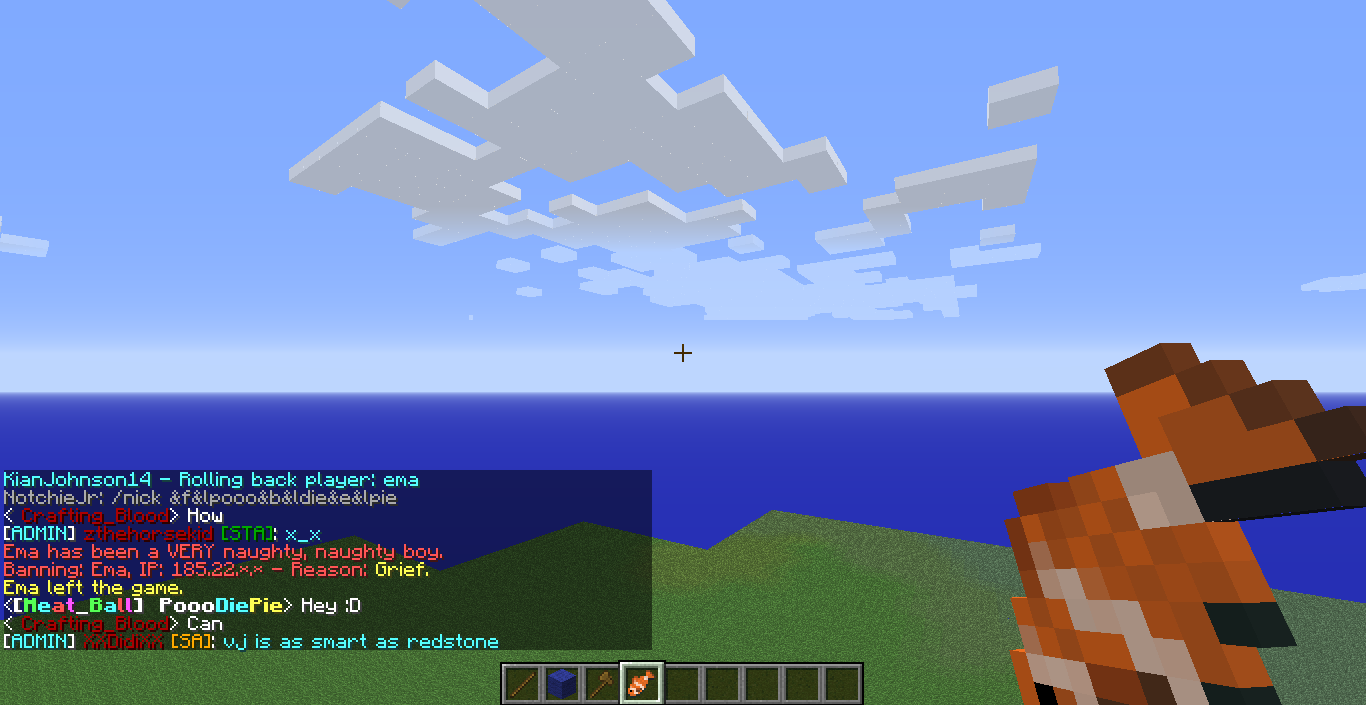 KianJohnson14 - Rolling back player: ema
NotchieJr: /nick &f&lpooo&b&ldie&e&lpie
< Crafting_Blood> How
[ADMIN] zthehorsekid [STA]: x_x
Ema has been a VERY naughty, naughty boy.
Banning: Ema, IP: 185.22.*.* - Reason: Grief.
Ema left the game.
<[Meat_Ball] PoooDiePie> Hey :D
< Crafting_Blood> Can
[ADMIN] XXDidiXX [SA]: v.j is as smart as redstone